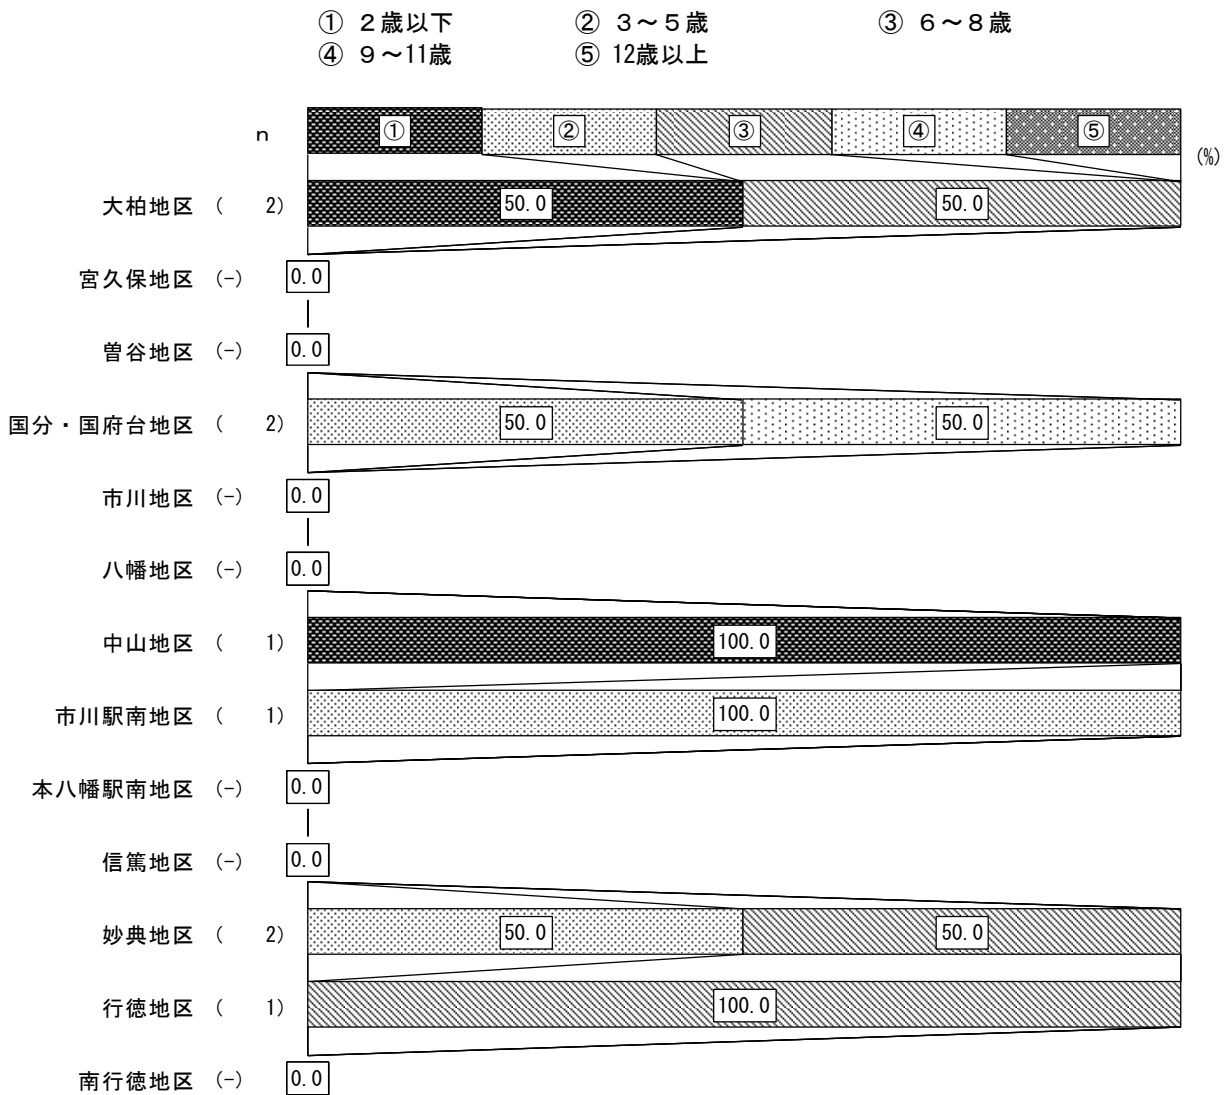 ① ２歳以下 ② ３～５歳 ③ ６～８歳
④ ９～11歳 ⑤ 12歳以上
n ① ② ③ ④ ⑤
(%)
大柏地区 ( 2) 50.0 50.0
宮久保地区 (-) 0.0
曽谷地区 (-) 0.0
国分・国府台地区 ( 2) 50.0 50.0
市川地区 (-) 0.0
八幡地区 (-) 0.0
中山地区 ( 1) 100.0
市川駅南地区 ( 1) 100.0
本八幡駅南地区 (-) 0.0
信篤地区 (-) 0.0
妙典地区 ( 2) 50.0 50.0
行徳地区 ( 1) 100.0
南行徳地区 (-) 0.0